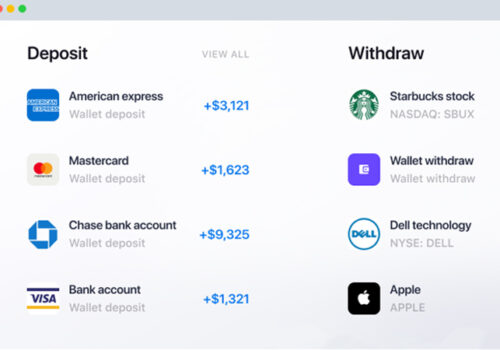 Deposit
VIEW ALL
AMERICAN
EXPRESS
American express
Wallet deposit
+$3,121
Mastercard
Wallet deposit
+$1,623
Chase bank account
Wallet deposit
+$9,325
VISA
Bank account
Wallet deposit
+$1,321
Withdraw
Starbucks stock
NASDAQ: SBUX
Wallet withdraw
Wallet withdraw
DELL
Dell technology
NYSE: DELL
Apple
APPLE